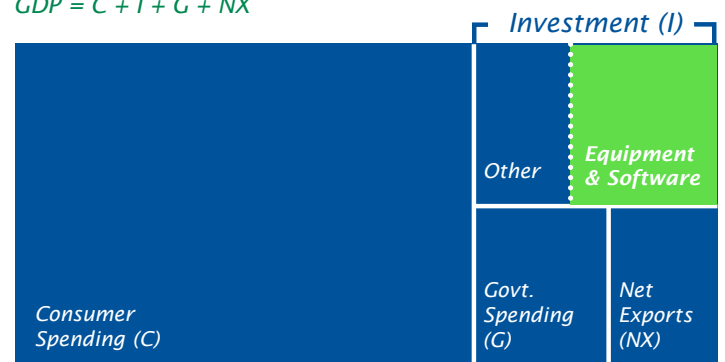 GDP = C + I + G + NX
Investment (I)
Other
Equipment
& Software
Consumer
Spending (C)
Govt.
Spending
(G)
Net
Exports
(NX)